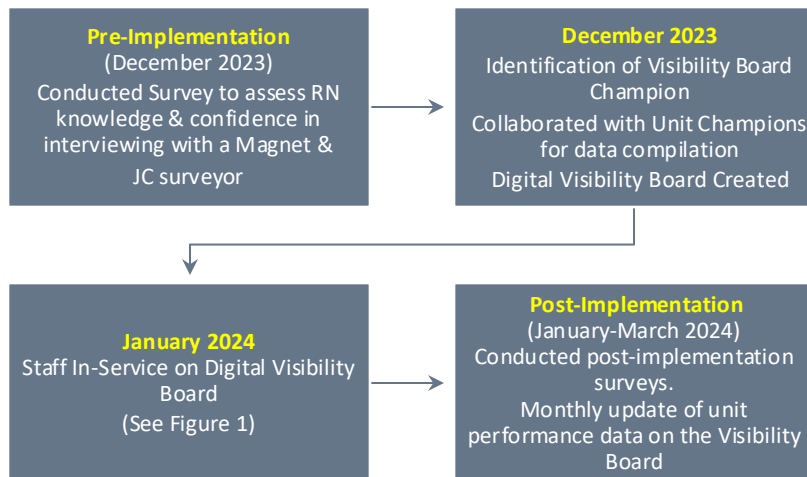 Pre-Implementation
(December 2023)
Conducted Survey to assess RN
knowledge & confidence in
interviewing with a Magnet &
JC surveyor
December 2023
Identification of Visibility Board
Champion
Collaborated with Unit Champions
for data compilation
Digital Visibility Board Created
January 2024
Staff In-Service on Digital Visibility
Board
(See Figure 1)
Post-Implementation
(January-March 2024)
Conducted post-implementation
surveys.
Monthly update of unit
performance data on the Visibility
Board